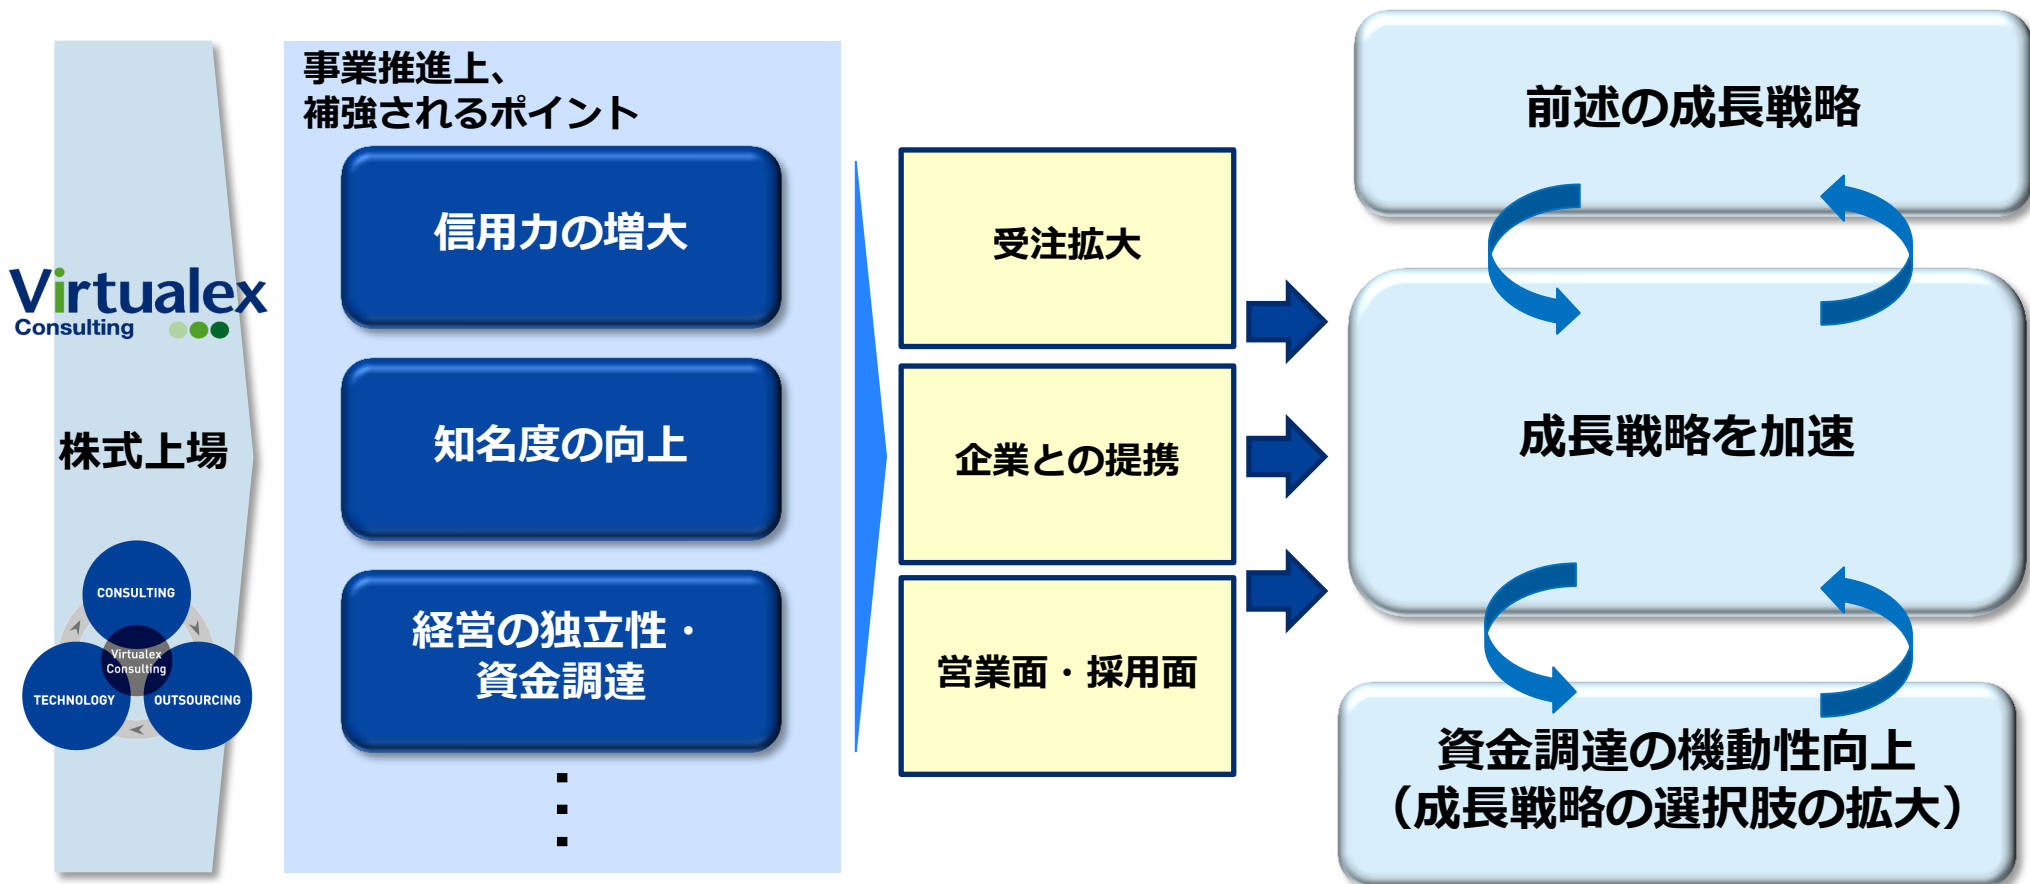 Virtualex
Consulting
株式上場
CONSULTING
Virtualex
Consulting
TECHNOLOGY
OUTSOURCING
事業推進上、
補強されるポイント
信用力の増大
知名度の向上
経営の独立性・
資金調達
・
・
・
受注拡大
企業との提携
営業面・採用面
前述の成長戦略
成長戦略を加速
資金調達の機動性向上
（成長戦略の選択肢の拡大）